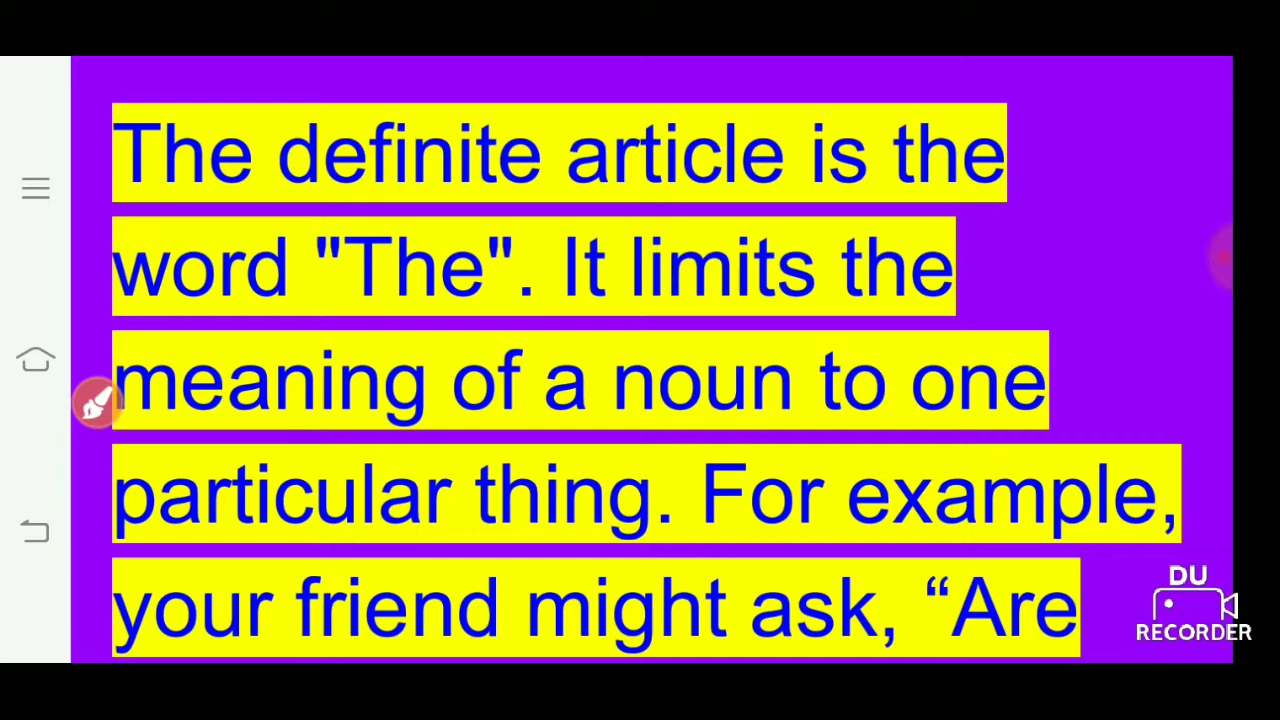 The definite article is the
word "The". It limits the
meaning of a noun to one
particular thing. For example,
your friend might ask, “Are
DU
RECORDER